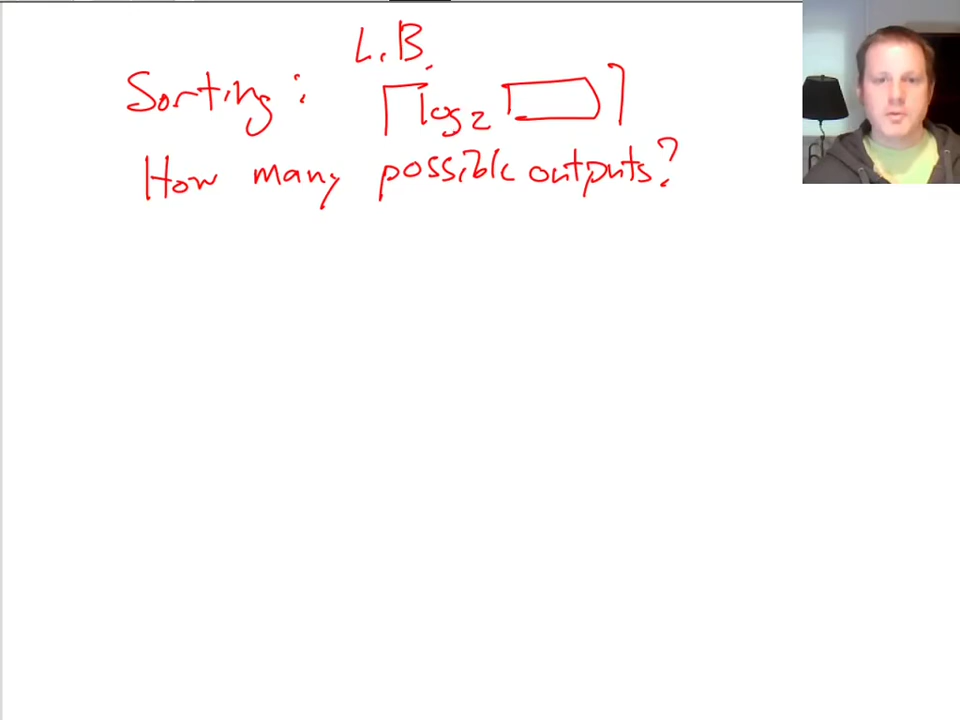 L.B.
Sorting: ⌈log₂ ▭⌉
How many possible outputs?